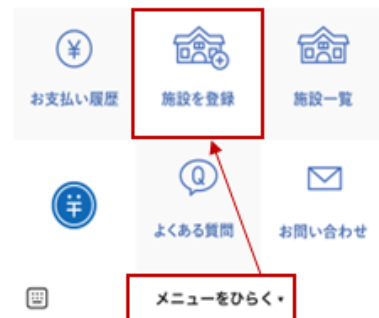 お支払い履歴
施設を登録
施設一覧
よくある質問
お問い合わせ
メニューをひらく▾